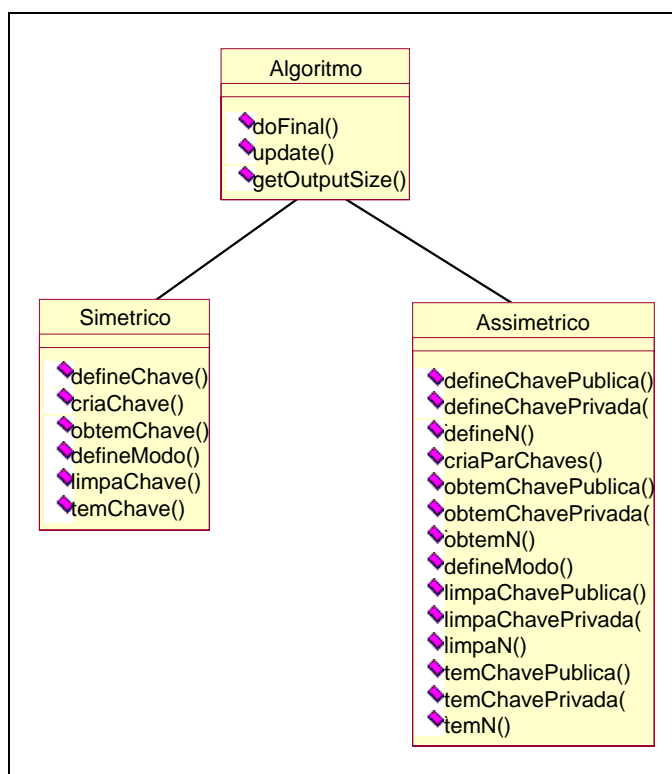 Algoritmo
doFinal()
update()
getOutputSize()
Simetrico
defineChave()
criaChave()
obtemChave()
defineModo()
limpaChave()
temChave()
Assimetrico
defineChavePublica()
defineChavePrivada(
defineN()
criaParChaves()
obtemChavePublica()
obtemChavePrivada(
obtemN()
defineModo()
limpaChavePublica()
limpaChavePrivada(
limpaN()
temChavePublica()
temChavePrivada(
temN()